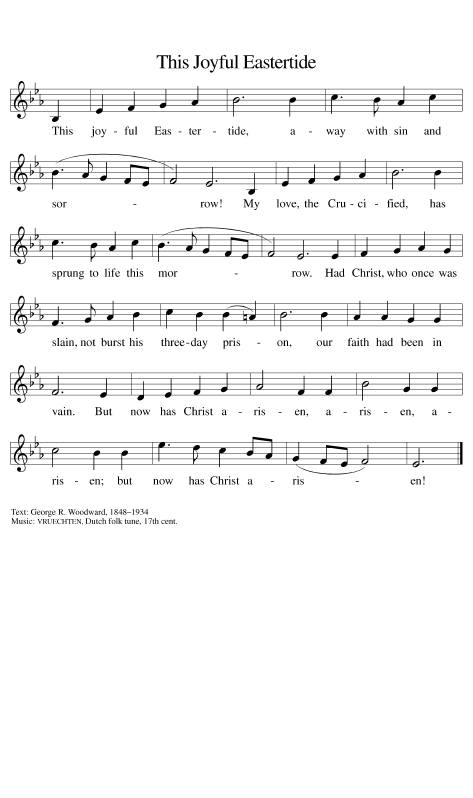 This Joyful Eastertide
This joy - ful Eas - ter - tide, a - way with sin and
sor - row! My love, the Cru - ci - fied, has
sprung to life this mor - row. Had Christ, who once was
slain, not burst his three-day pris - on, our faith had been in
vain. But now has Christ a - ris - en, a - ris - en, a -
ris - en; but now has Christ a - ris - en!
Text: George R. Woodward, 1848–1934
Music: VRUECHTEN, Dutch folk tune, 17th cent.